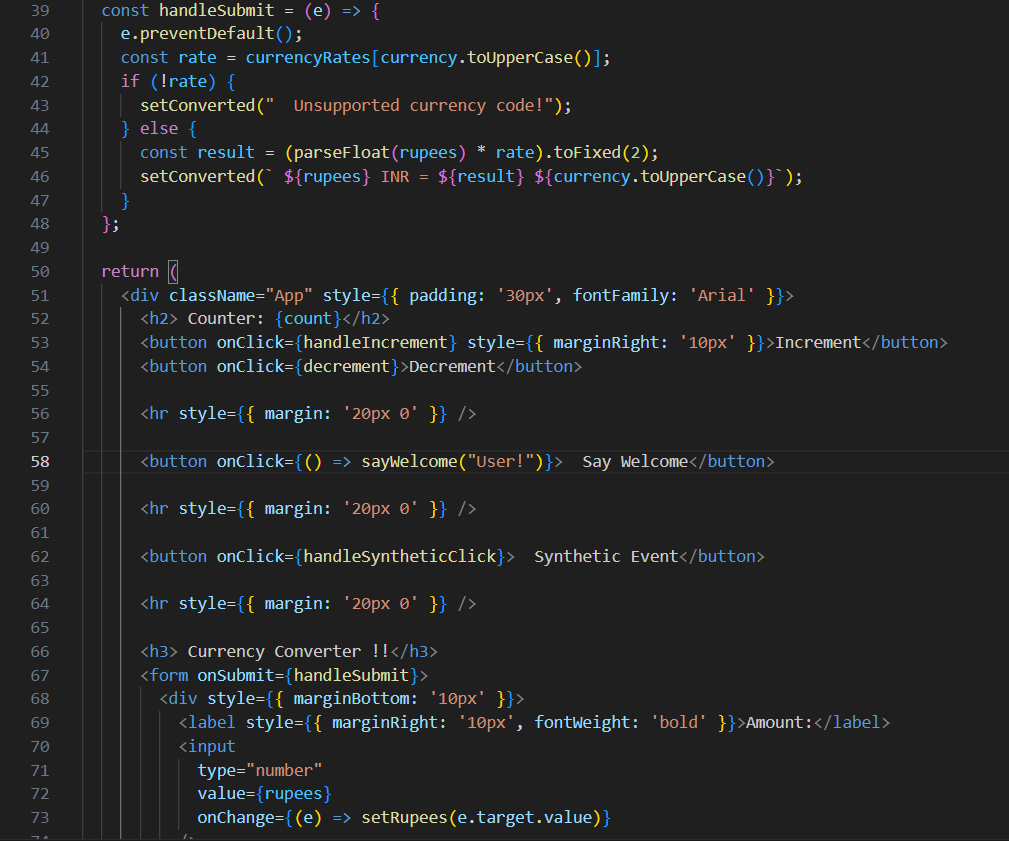 39 const handleSubmit = (e) => {
40 e.preventDefault();
41 const rate = currencyRates[currency.toUpperCase()];
42 if (!rate) {
43 setConverted("  Unsupported currency code!");
44 } else {
45 const result = (parseFloat(rupees) * rate).toFixed(2);
46 setConverted(` ${rupees} INR = ${result} ${currency.toUpperCase()}`);
47 }
48 };
49
50 return (
51 <div className="App" style={{ padding: '30px', fontFamily: 'Arial' }}>
52 <h2> Counter: {count}</h2>
53 <button onClick={handleIncrement} style={{ marginRight: '10px' }}>Increment</button>
54 <button onClick={decrement}>Decrement</button>
55
56 <hr style={{ margin: '20px 0' }} />
57
58 <button onClick={() => sayWelcome("User!")}>  Say Welcome</button>
59
60 <hr style={{ margin: '20px 0' }} />
61
62 <button onClick={handleSyntheticClick}>  Synthetic Event</button>
63
64 <hr style={{ margin: '20px 0' }} />
65
66 <h3> Currency Converter !!</h3>
67 <form onSubmit={handleSubmit}>
68 <div style={{ marginBottom: '10px' }}>
69 <label style={{ marginRight: '10px', fontWeight: 'bold' }}>Amount:</label>
70 <input
71 type="number"
72 value={rupees}
73 onChange={(e) => setRupees(e.target.value)}